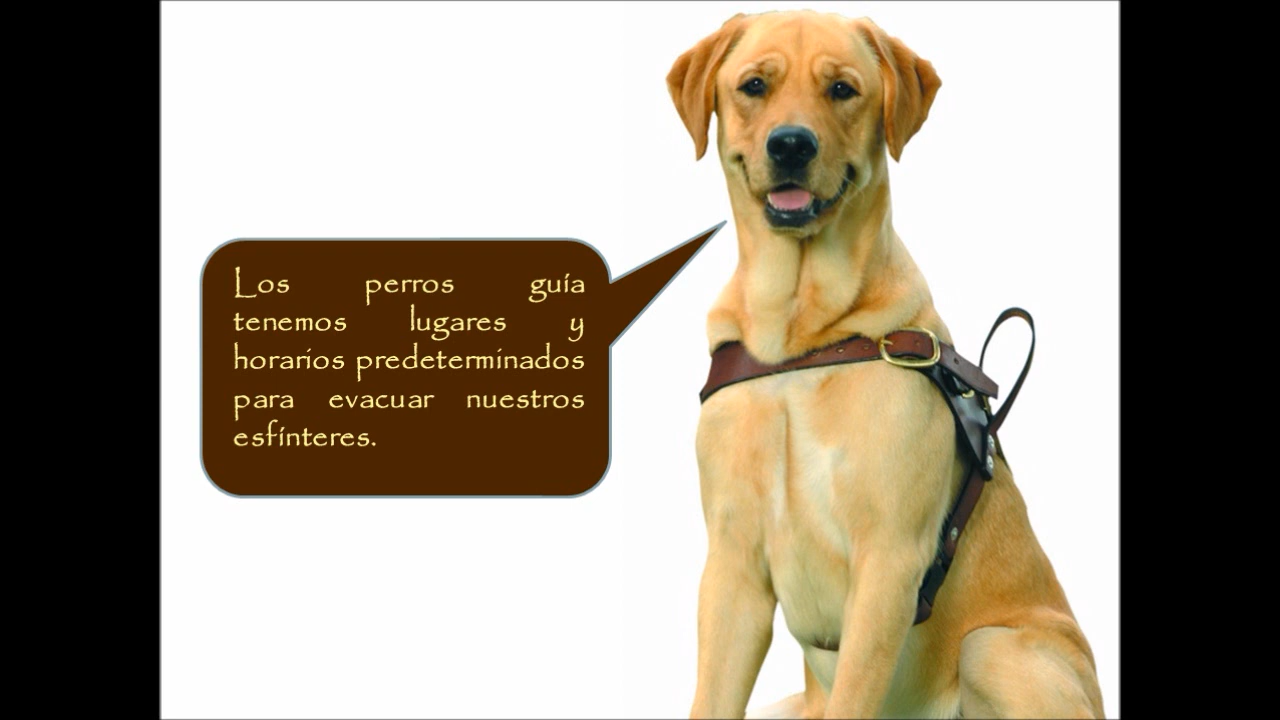 Los perros guía
tenemos lugares y
horarios predeterminados
para evacuar nuestros
esfínteres.